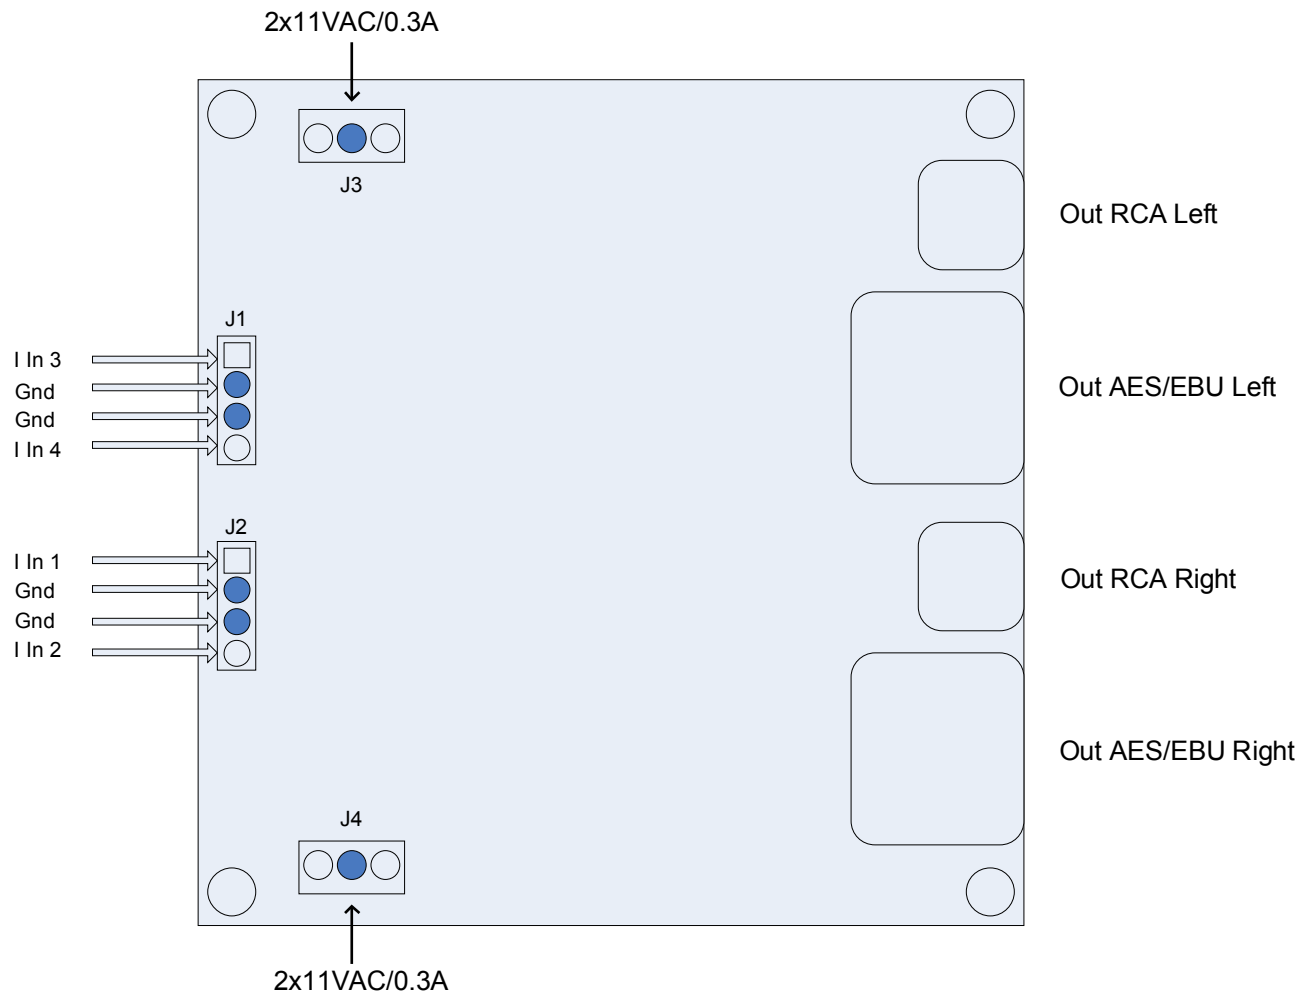 2x11VAC/0.3A
J3
Out RCA Left
J1
I In 3
Gnd
Gnd
I In 4
Out AES/EBU Left
J2
I In 1
Gnd
Gnd
I In 2
Out RCA Right
Out AES/EBU Right
J4
2x11VAC/0.3A